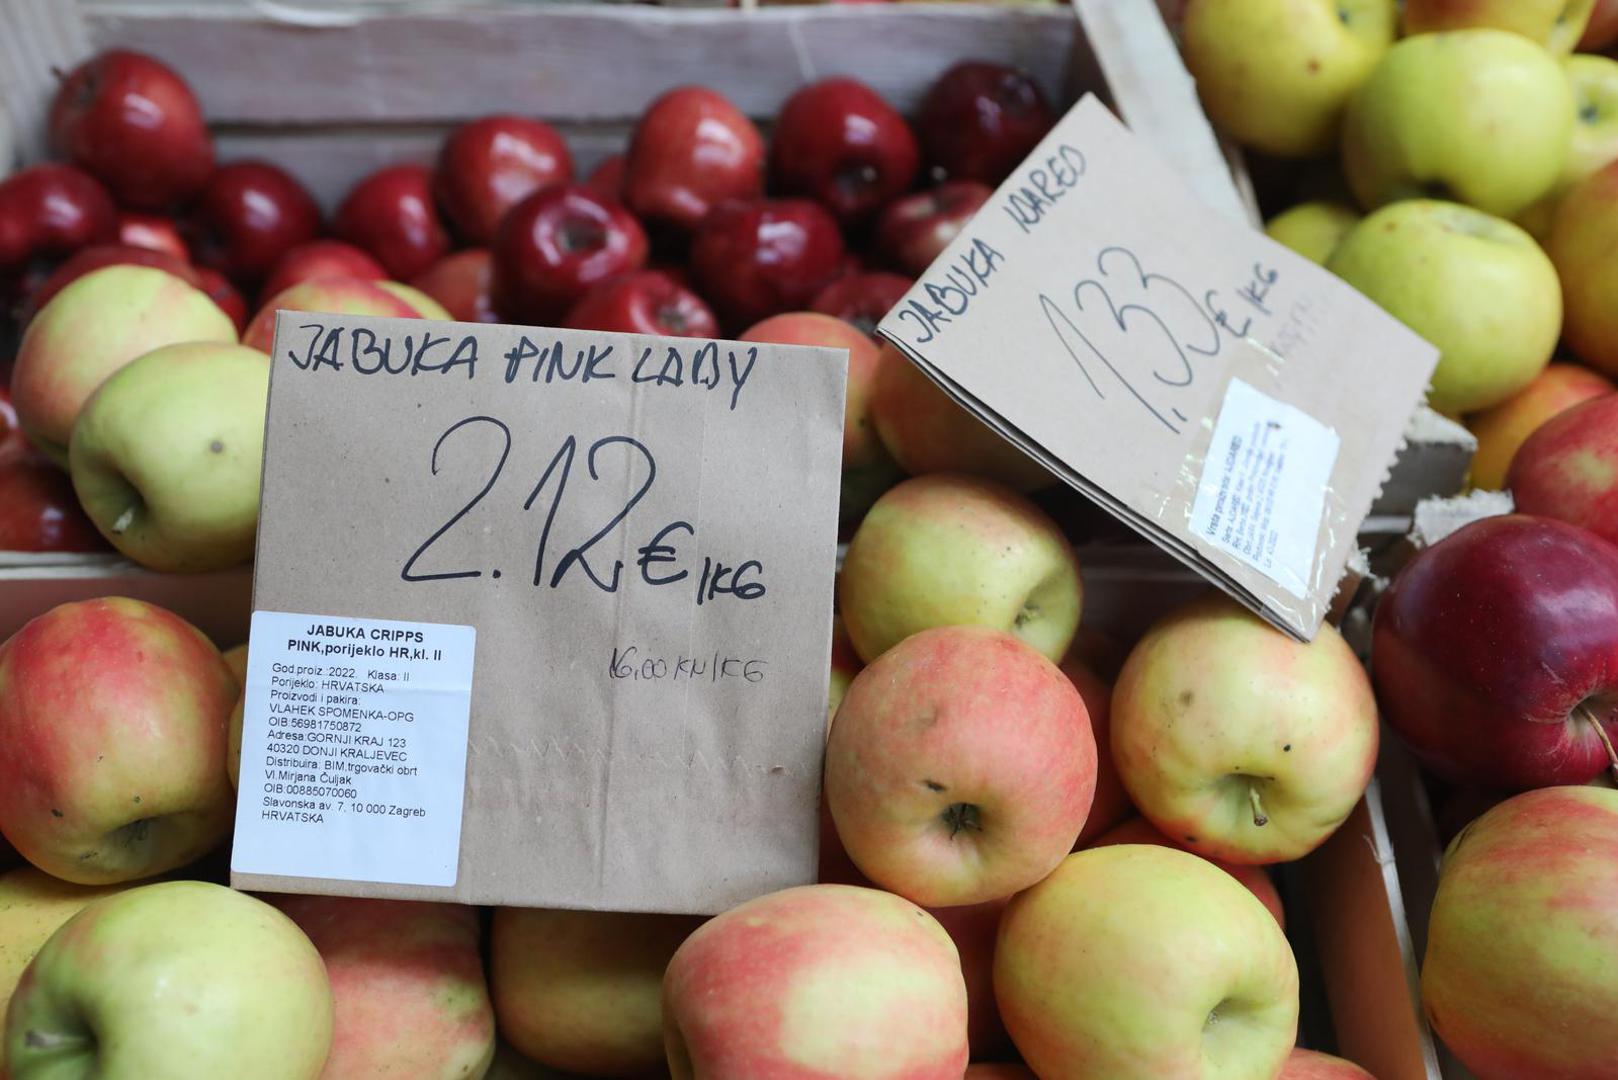 JABUKA PINK LADY
2.12 € /KG
16,00 KN/KG
JABUKA CRIPPS
PINK,porijeklo HR,kl. II
God.proiz.:2022. Klasa: II
Porijeklo: HRVATSKA
Proizvodi i pakira:
VLAHEK SPOMENKA-OPG
OIB:56981750872
Adresa:GORNJI KRAJ 123
40320 DONJI KRALJEVEC
Distribuira: BIM,trgovački obrt
Vl.Mirjana Čuljak
OIB:00885070060
Slavonska av. 7, 10 000 Zagreb
HRVATSKA
JABUKA IDARED
1,33 € /KG